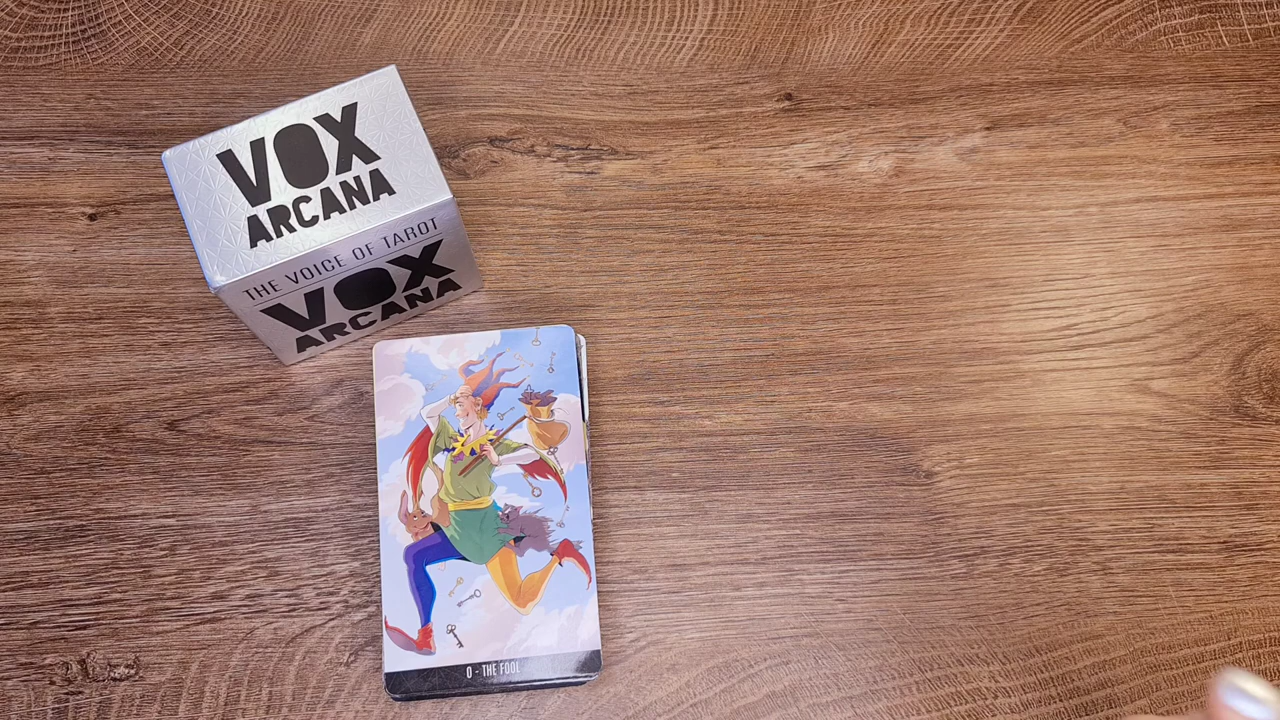 VOX
ARCANA
THE VOICE OF TAROT
VOX
ARCANA
0 - THE FOOL